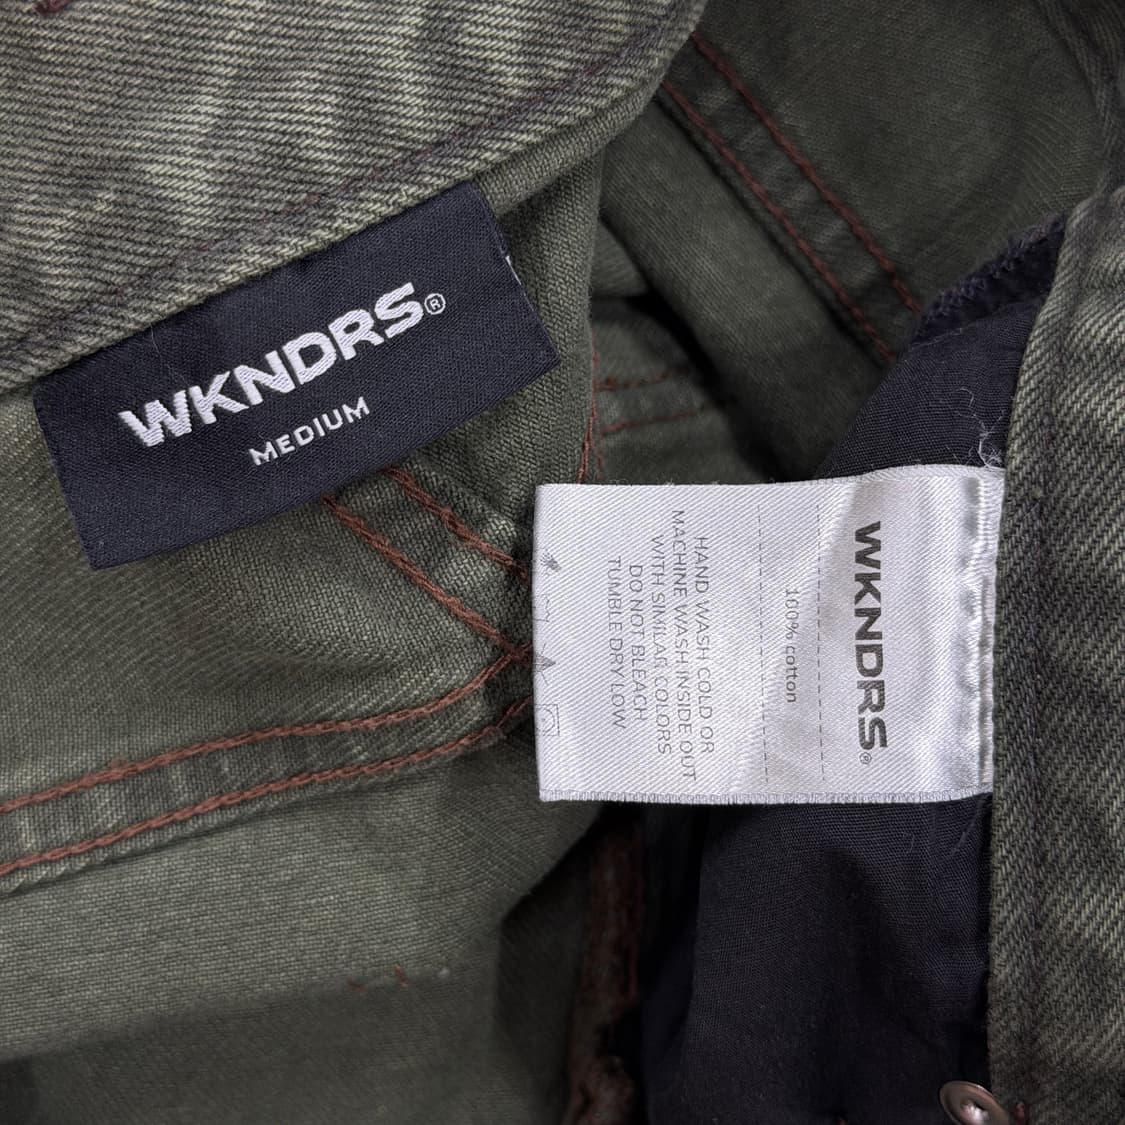 WKNDRS®
MEDIUM
WKNDRS®
100% cotton
HAND WASH COLD OR
MACHINE WASH INSIDE OUT
WITH SIMILAR COLORS
DO NOT BLEACH
TUMBLE DRY LOW